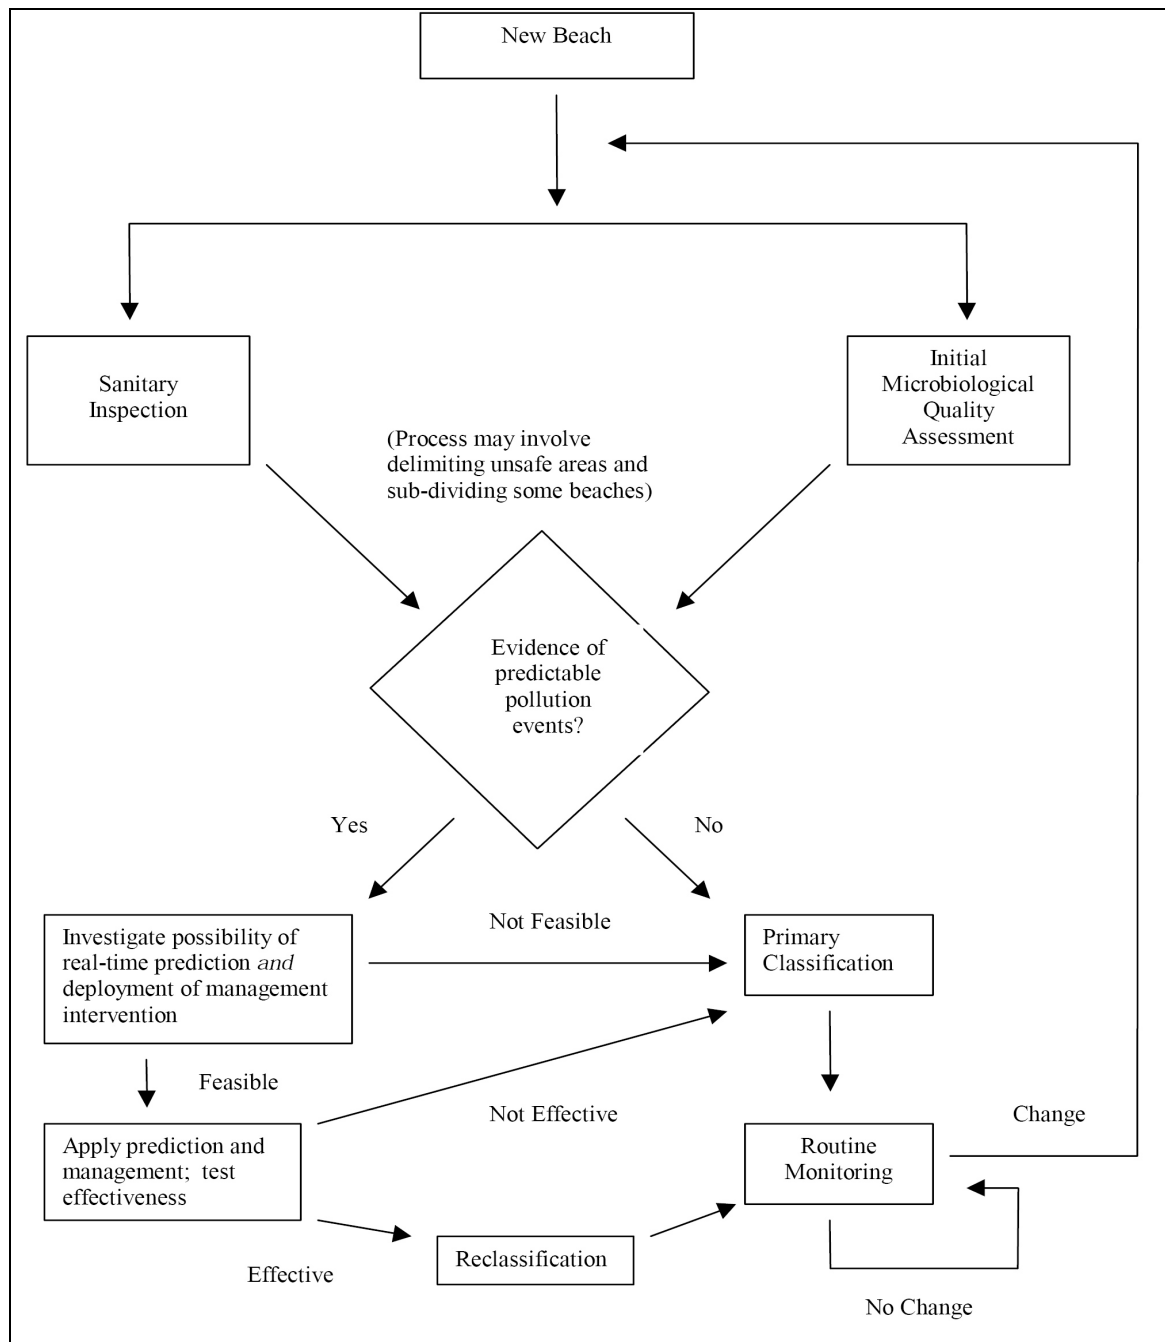 New Beach
Sanitary
Inspection
Initial
Microbiological
Quality
Assessment
(Process may involve
delimiting unsafe areas and
sub-dividing some beaches)
Evidence of
predictable
pollution
events?
Yes
No
Investigate possibility of
real-time prediction and
deployment of management
intervention
Not Feasible
Primary
Classification
Feasible
Not Effective
Change
Apply prediction and
management; test
effectiveness
Routine
Monitoring
Effective
Reclassification
No Change